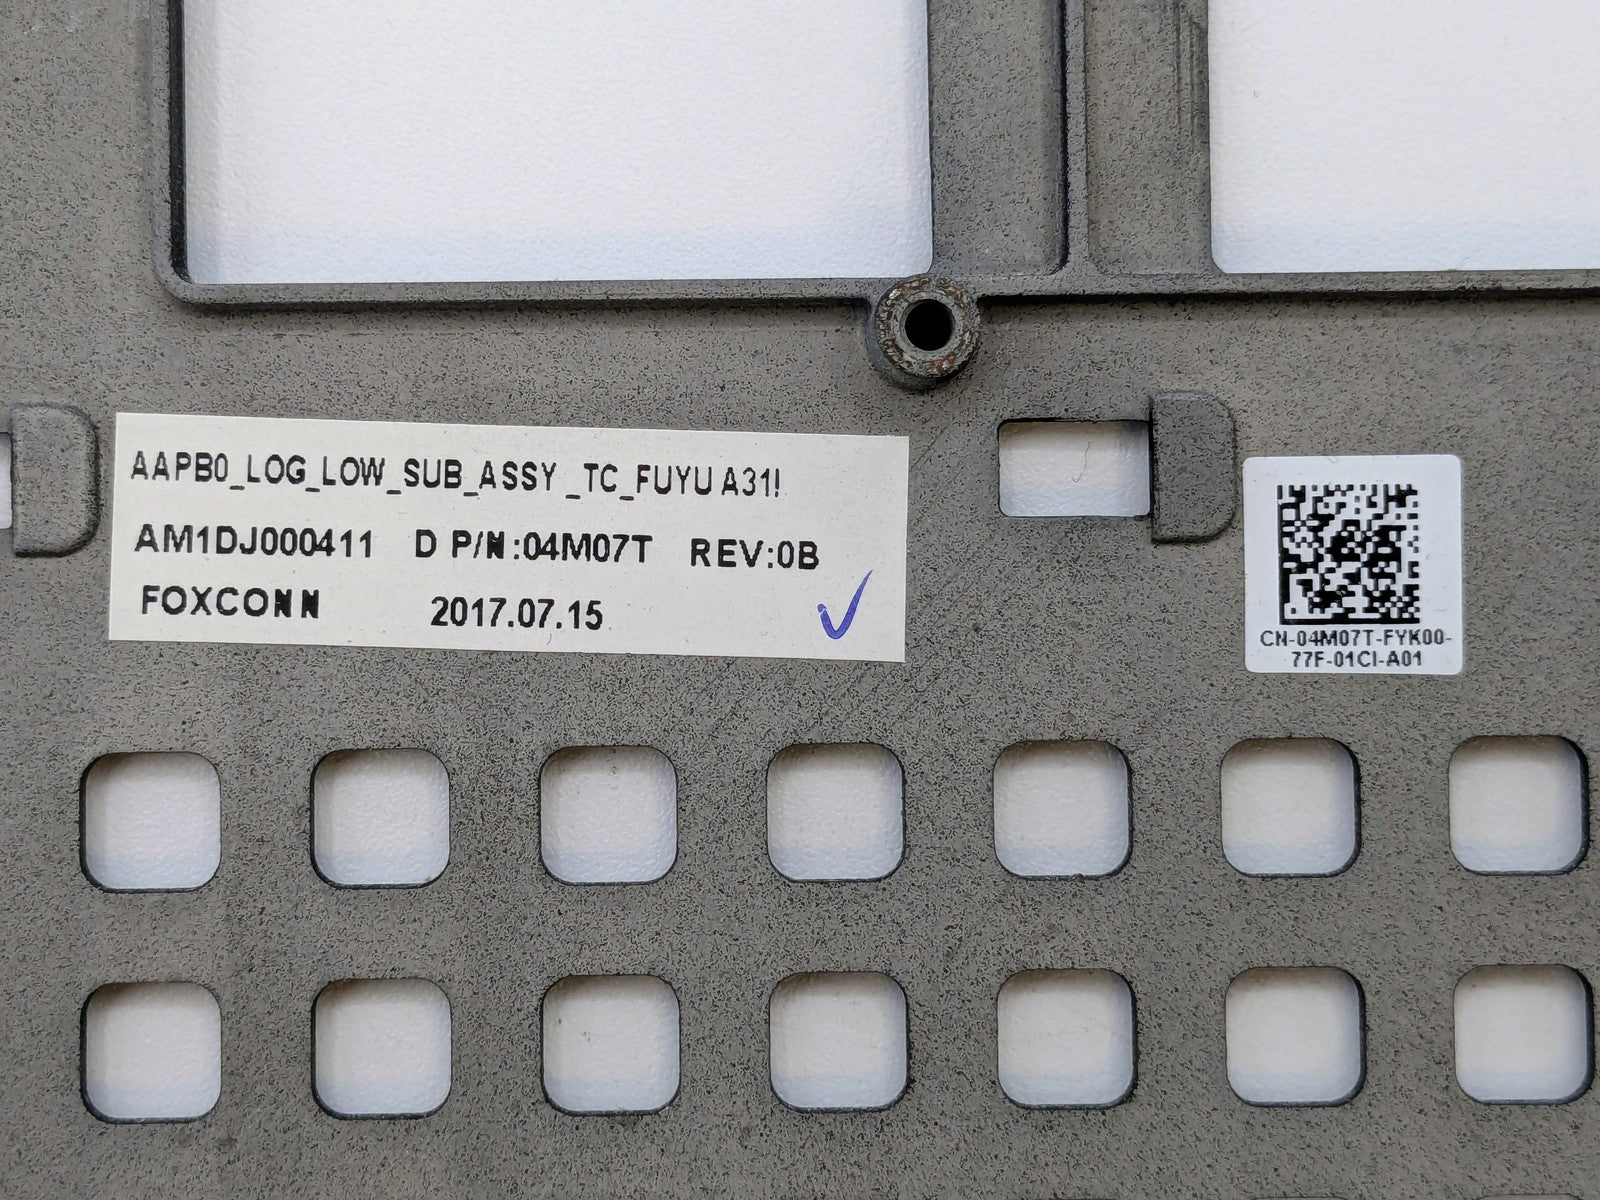 AAPB0_LOG_LOW_SUB_ASSY_TC_FUYU A31!
AM1DJ000411 D P/N:04M07T REV:0B
FOXCONN 2017.07.15
CN-04M07T-FYK00-
77F-01CI-A01